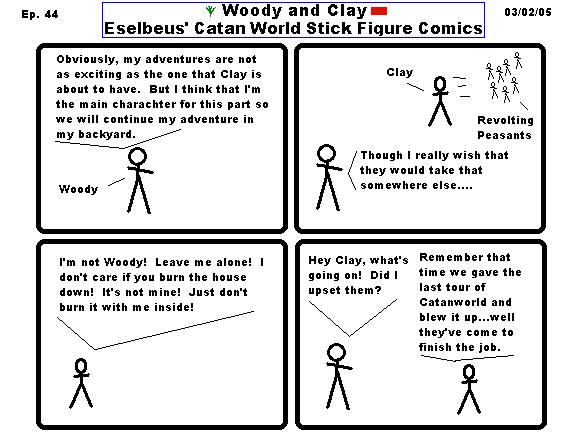 Ep. 44
Woody and Clay
03/02/05
Eselbeus' Catan World Stick Figure Comics
Obviously, my adventures are not
as exciting as the one that Clay is
about to have. But I think that I'm
the main charachter for this part so
we will continue my adventure in
my backyard.
Woody
Clay
Revolting
Peasants
Though I really wish that
they would take that
somewhere else....
I'm not Woody! Leave me alone! I
don't care if you burn the house
down! It's not mine! Just don't
burn it with me inside!
Hey Clay, what's
going on! Did I
upset them?
Remember that
time we gave the
last tour of
Catanworld and
blew it up...well
they've come to
finish the job.